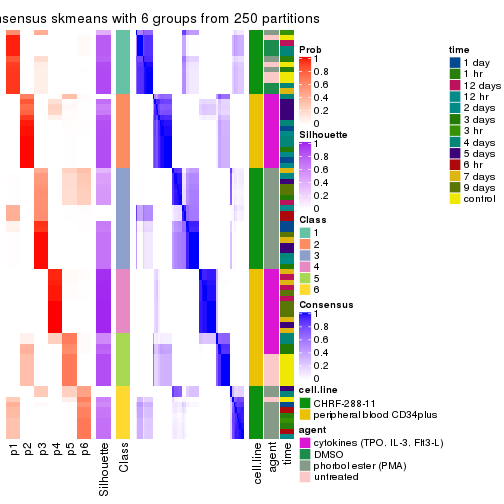 nsensus skmeans with 6 groups from 250 partitions
Prob
1
0.8
0.6
0.4
0.2
0
Silhouette
1
0.8
0.6
0.4
0.2
0
Class
1
2
3
4
5
6
Consensus
1
0.8
0.6
0.4
0.2
0
cell.line
CHRF-288-11
peripheral blood CD34plus
agent
cytokines (TPO, IL-3, Flt3-L)
DMSO
phorbol ester (PMA)
untreated
time
1 day
1 hr
12 days
12 hr
2 days
3 days
3 hr
4 days
5 days
6 hr
7 days
9 days
control
p1
p2
p3
p4
p5
p6
Silhouette
Class
cell.line
agent
time